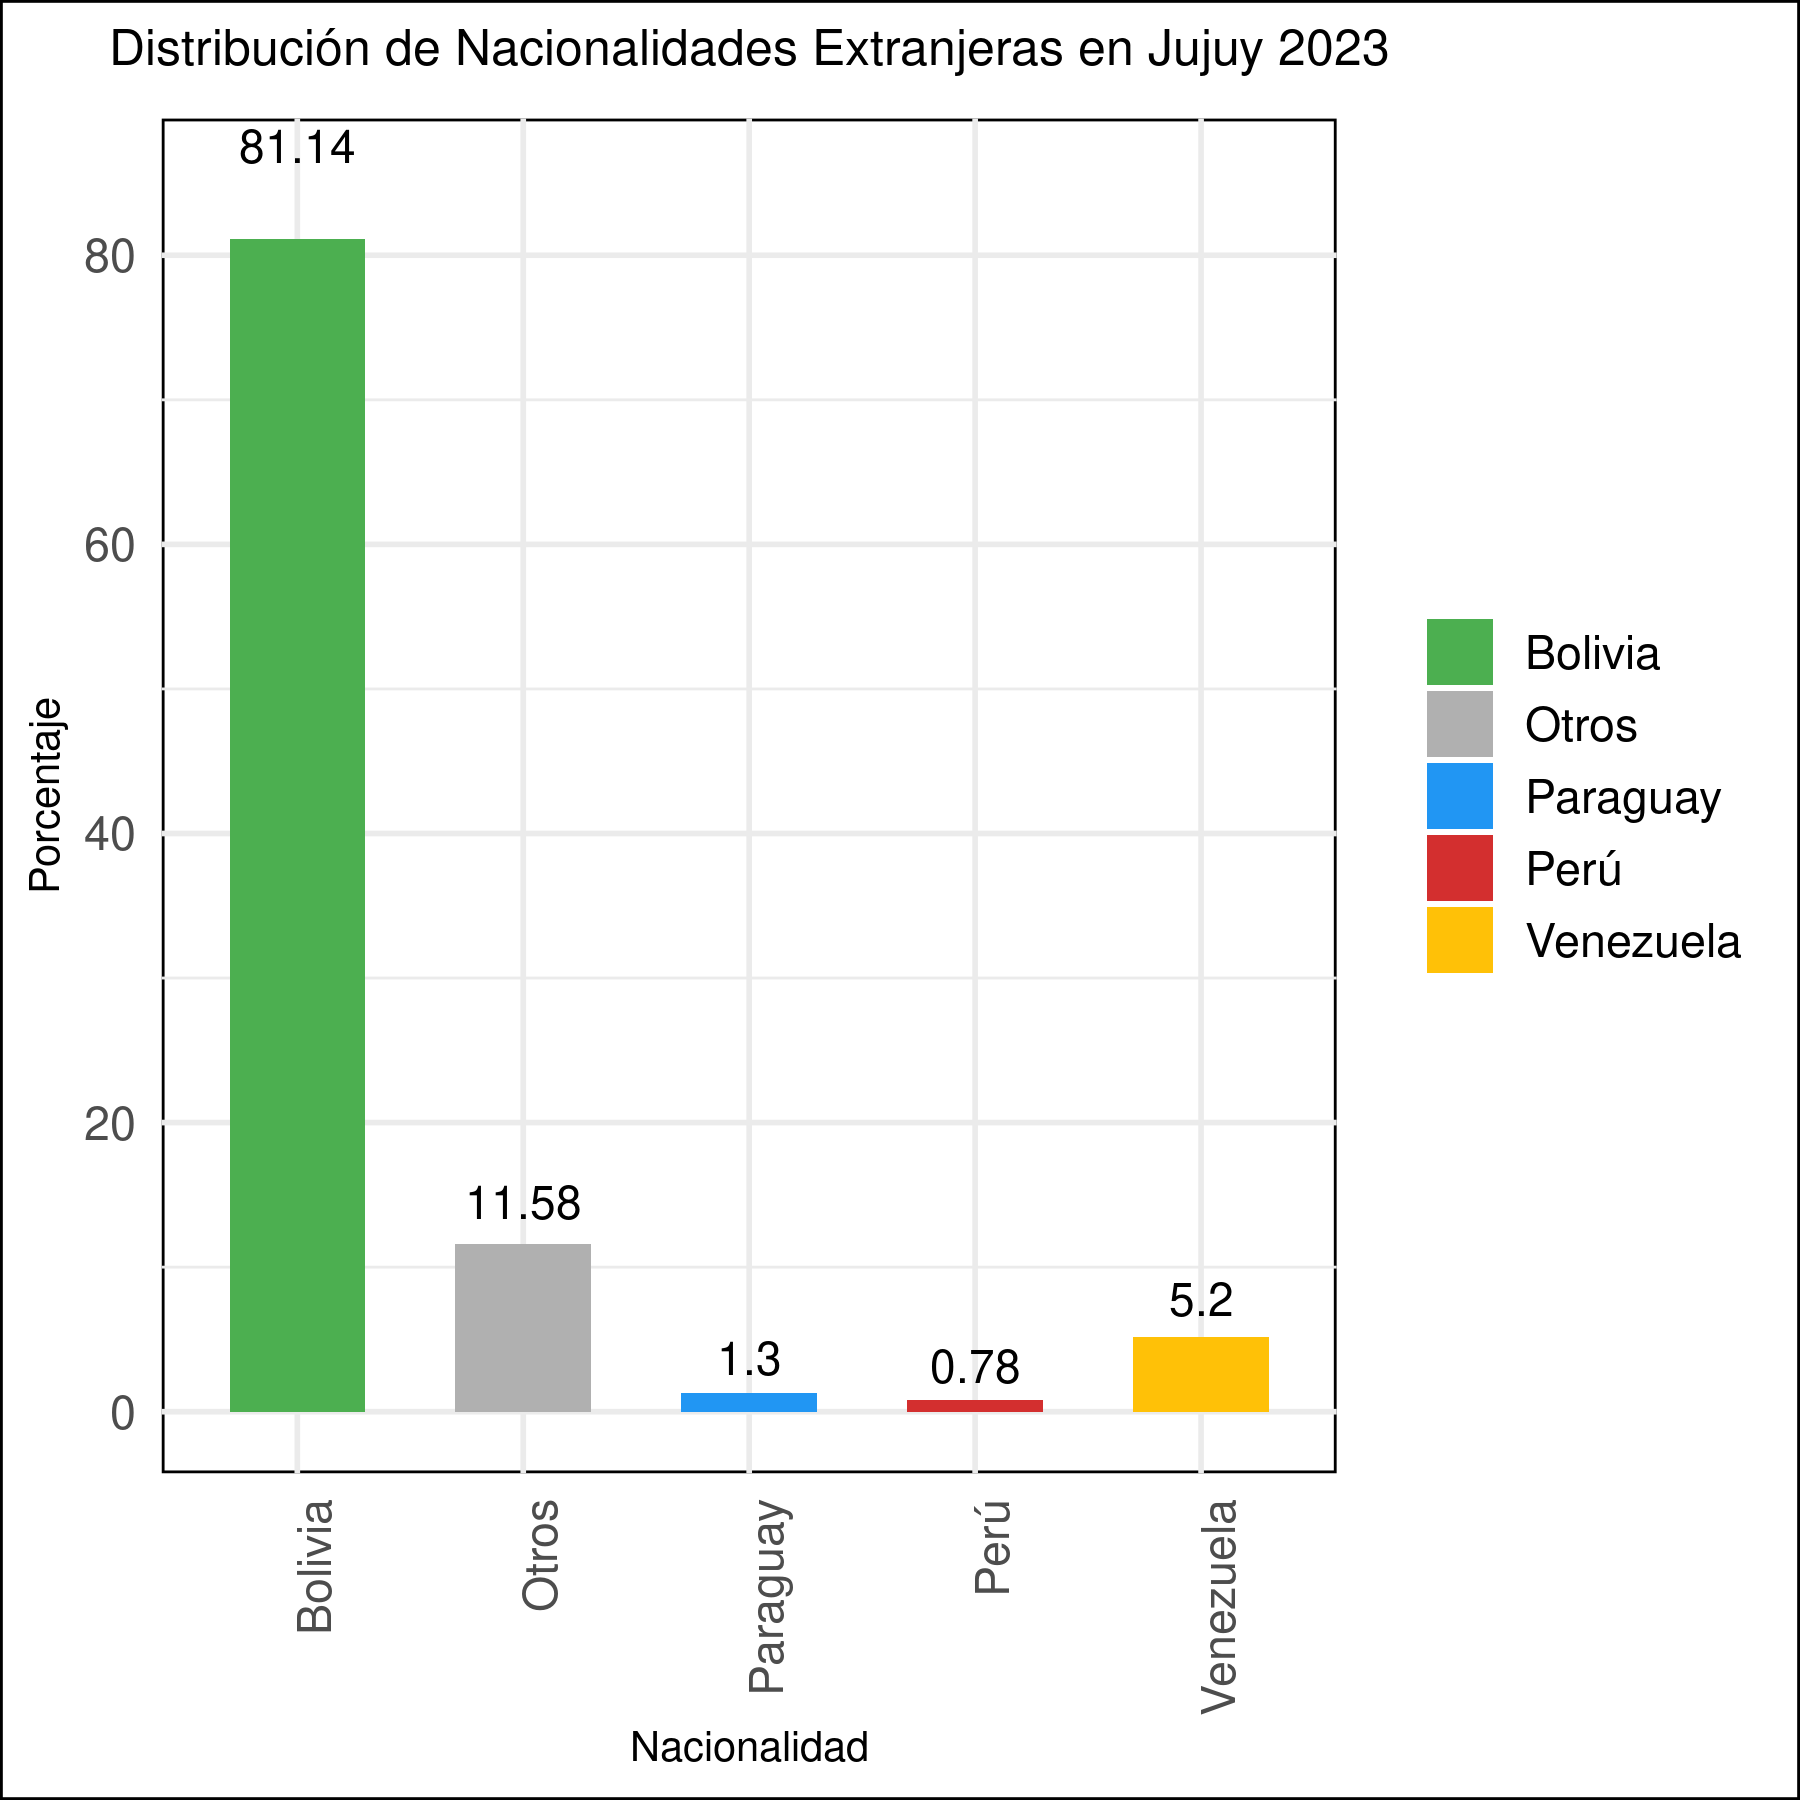 Distribución de Nacionalidades Extranjeras en Jujuy 2023
Porcentaje
80
60
40
20
0
81.14
11.58
1.3
0.78
5.2
Bolivia
Otros
Paraguay
Perú
Venezuela
Nacionalidad
Bolivia
Otros
Paraguay
Perú
Venezuela